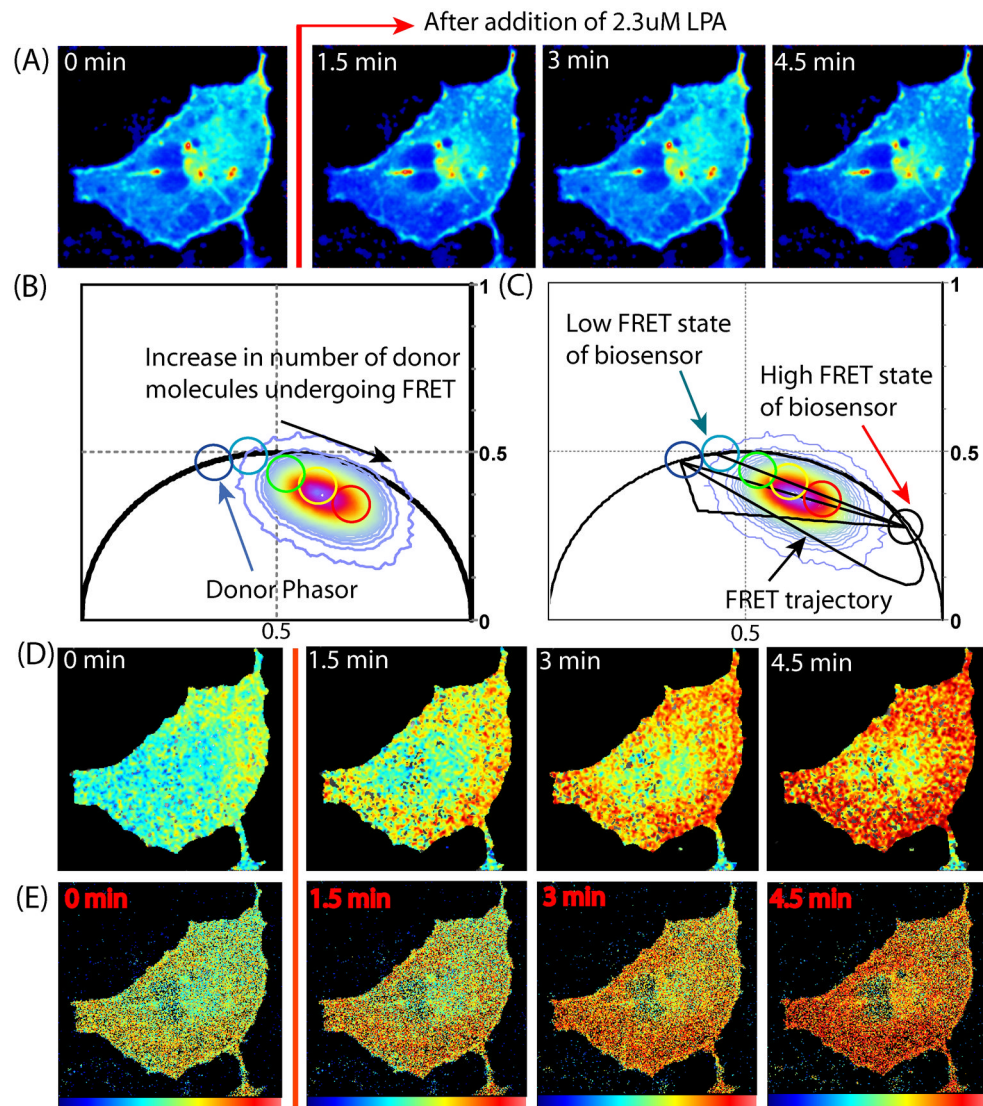 After addition of 2.3uM LPA
(A)
0 min
1.5 min
3 min
4.5 min
(B)
Increase in number of donor
molecules undergoing FRET
Donor Phasor
0.5
1
0.5
0
(C)
Low FRET state
of biosensor
High FRET state
of biosensor
FRET trajectory
0.5
1
0.5
0
(D)
0 min
1.5 min
3 min
4.5 min
(E)
0 min
1.5 min
3 min
4.5 min